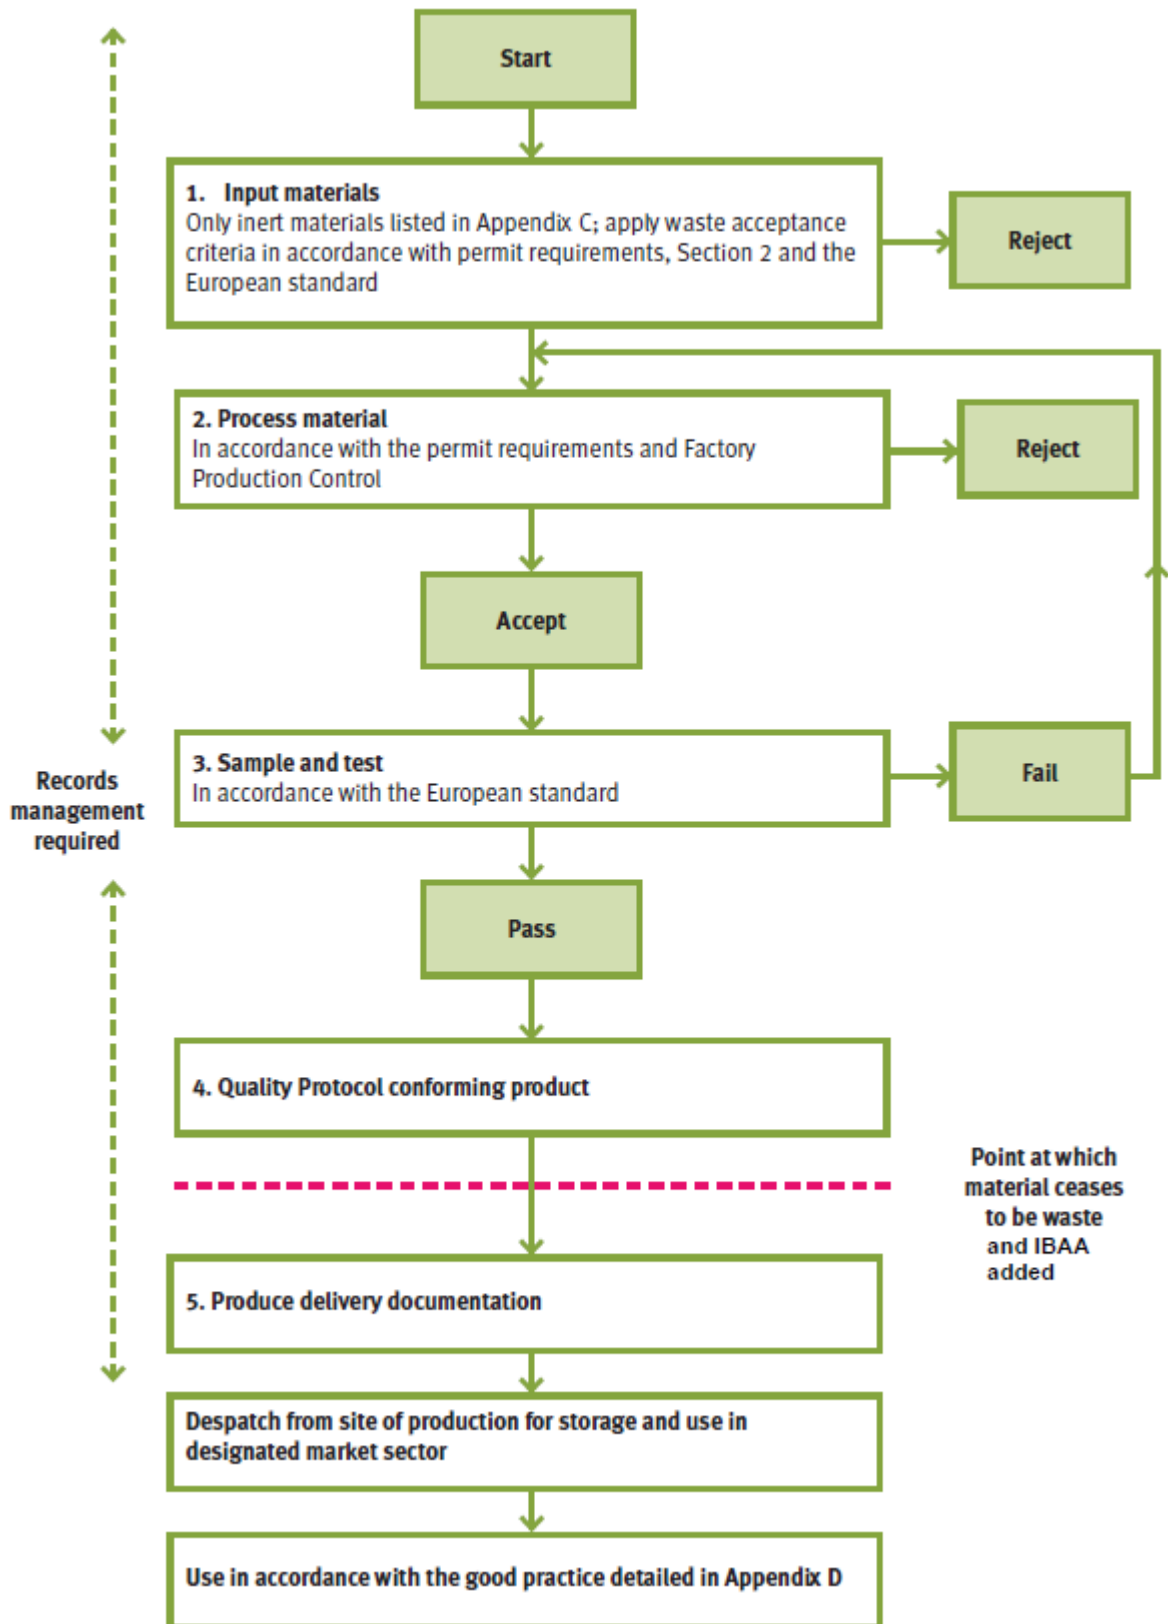 Start
1. Input materials
Only inert materials listed in Appendix C; apply waste acceptance
criteria in accordance with permit requirements, Section 2 and the
European standard
Reject
2. Process material
In accordance with the permit requirements and Factory
Production Control
Reject
Accept
3. Sample and test
In accordance with the European standard
Fail
Records
management
required
Pass
4. Quality Protocol conforming product
Point at which
material ceases
to be waste
and IBAA
added
5. Produce delivery documentation
Despatch from site of production for storage and use in
designated market sector
Use in accordance with the good practice detailed in Appendix D